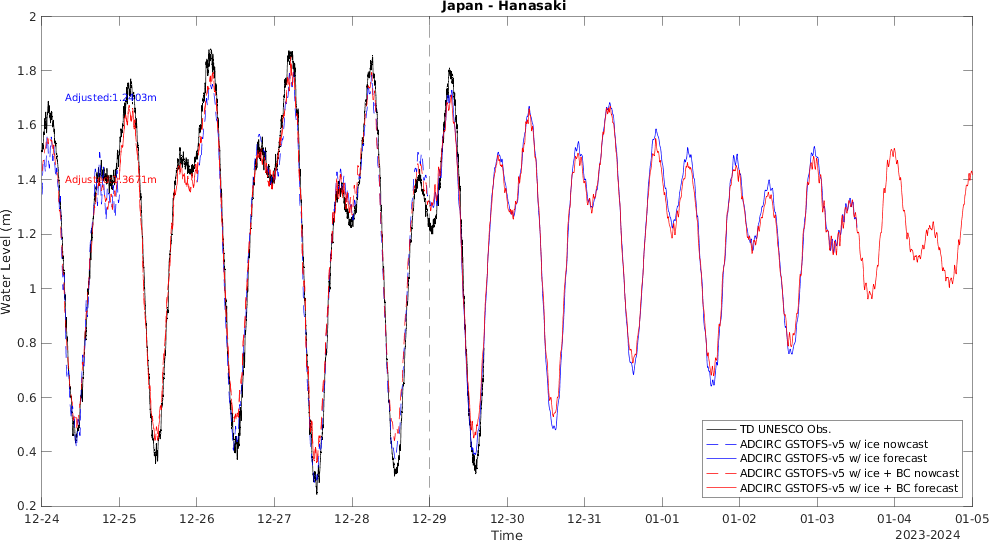 Japan - Hanasaki
2
1.8
1.6
1.4
1.2
1
0.8
0.6
0.4
0.2
Water Level (m)
Adjusted:1.2403m
TD UNESCO Obs.
ADCIRC GSTOFS-v5 w/ ice nowcast
ADCIRC GSTOFS-v5 w/ ice forecast
ADCIRC GSTOFS-v5 w/ ice + BC nowcast
ADCIRC GSTOFS-v5 w/ ice + BC forecast
12-24 12-25 12-26 12-27 12-28 12-29 12-30 12-31 01-01 01-02 01-03 01-04 01-05
Time
2023-2024